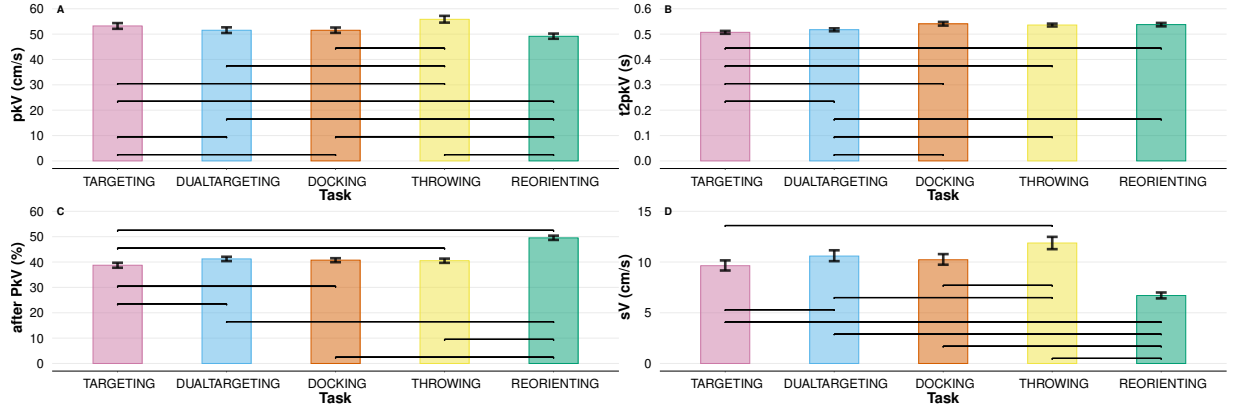 A
pkV (cm/s)
60
50
40
30
20
10
0
TARGETING DUALTARGETING DOCKING THROWING REORIENTING
Task
B
t2pkV (s)
0.6
0.5
0.4
0.3
0.2
0.1
0.0
TARGETING DUALTARGETING DOCKING THROWING REORIENTING
Task
C
after PkV (%)
60
50
40
30
20
10
0
TARGETING DUALTARGETING DOCKING THROWING REORIENTING
Task
D
sV (cm/s)
15
10
5
0
TARGETING DUALTARGETING DOCKING THROWING REORIENTING
Task